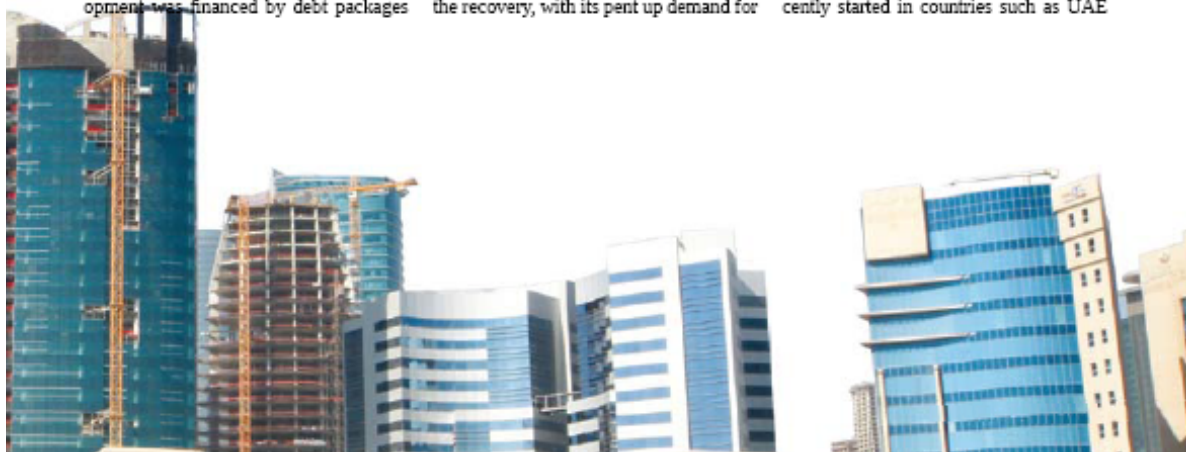 opment was financed by debt packages
the recovery, with its pent up demand for
cently started in countries such as UAE